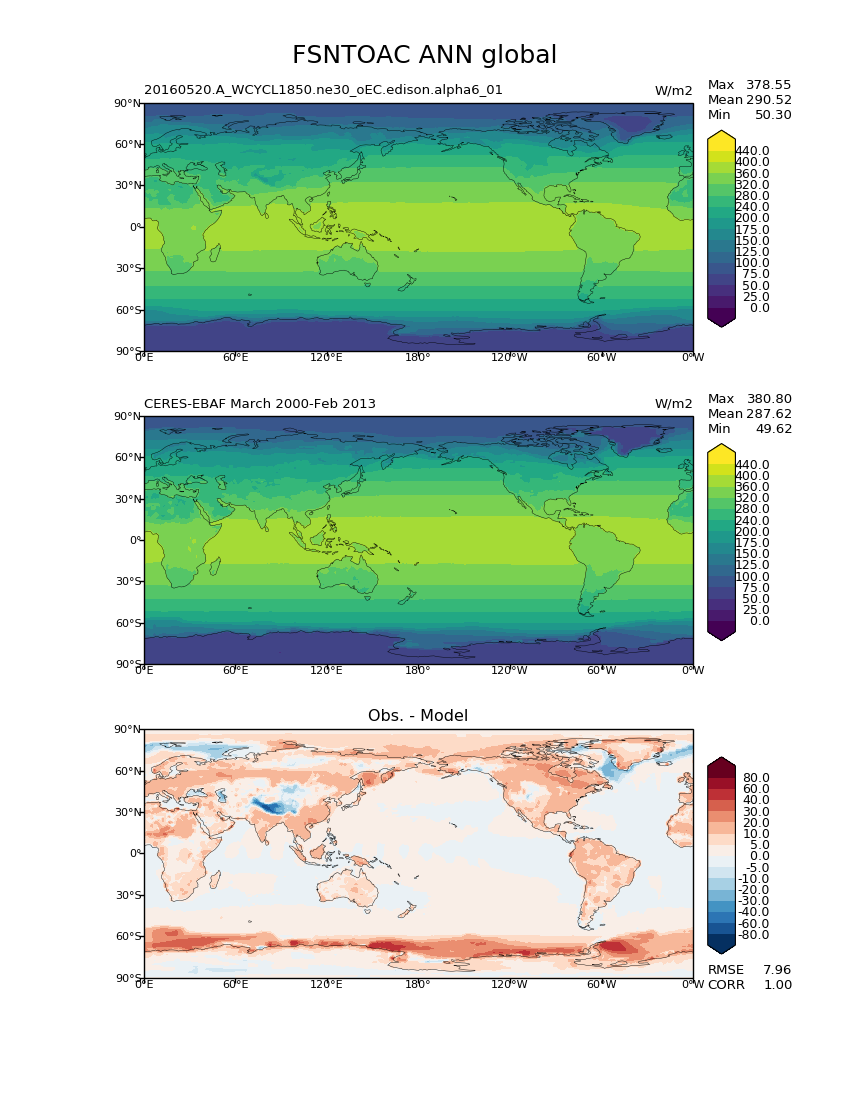 FSNTOAC ANN global
20160520.A_WCYCL1850.ne30_oEC.edison.alpha6_01
W/m2
Max 378.55
Mean 290.52
Min 50.30
90°N
60°N
30°N
0°
30°S
60°S
90°S
0°E 60°E 120°E 180° 120°W 60°W 0°W
440.0
400.0
360.0
320.0
280.0
240.0
200.0
175.0
150.0
125.0
100.0
75.0
50.0
25.0
0.0
CERES-EBAF March 2000-Feb 2013
W/m2
Max 380.80
Mean 287.62
Min 49.62
90°N
60°N
30°N
0°
30°S
60°S
90°S
0°E 60°E 120°E 180° 120°W 60°W 0°W
440.0
400.0
360.0
320.0
280.0
240.0
200.0
175.0
150.0
125.0
100.0
75.0
50.0
25.0
0.0
Obs. - Model
90°N
60°N
30°N
0°
30°S
60°S
90°S
0°E 60°E 120°E 180° 120°W 60°W 0°W
80.0
60.0
40.0
30.0
20.0
10.0
5.0
0.0
-5.0
-10.0
-20.0
-30.0
-40.0
-60.0
-80.0
RMSE 7.96
CORR 1.00